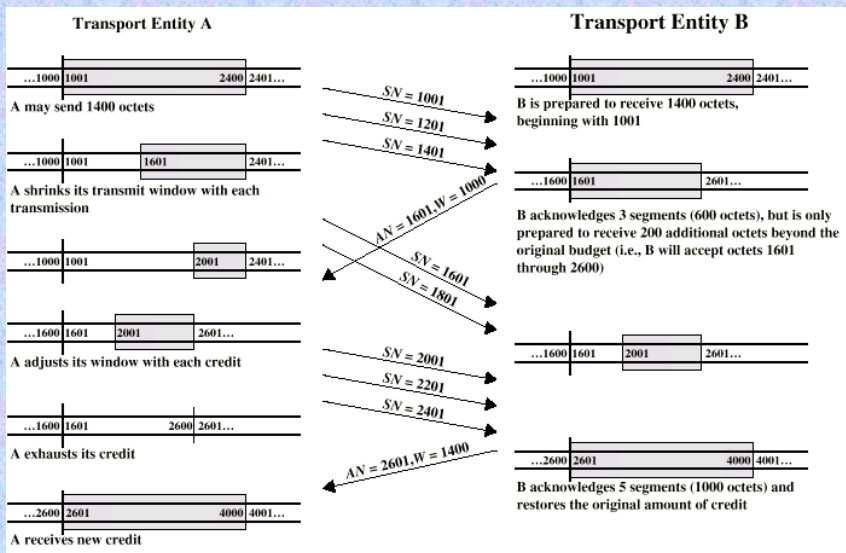 Transport Entity A
Transport Entity B
...1000 1001 2400 2401...
A may send 1400 octets
SN = 1001
SN = 1201
SN = 1401
...1000 1001 2400 2401...
B is prepared to receive 1400 octets,
beginning with 1001
...1000 1001 1601 2401...
A shrinks its transmit window with each
transmission
AN = 1601,W = 1000
...1600 1601 2601...
B acknowledges 3 segments (600 octets), but is only
prepared to receive 200 additional octets beyond the
original budget (i.e., B will accept octets 1601
through 2600)
...1000 1001 2001 2401...
SN = 1601
SN = 1801
...1600 1601 2001 2601...
A adjusts its window with each credit
...1600 1601 2001 2601...
SN = 2001
SN = 2201
SN = 2401
...1600 1601 2600 2601...
A exhausts its credit
AN = 2601,W = 1400
...2600 2601 4000 4001...
B acknowledges 5 segments (1000 octets) and
restores the original amount of credit
...2600 2601 4000 4001...
A receives new credit